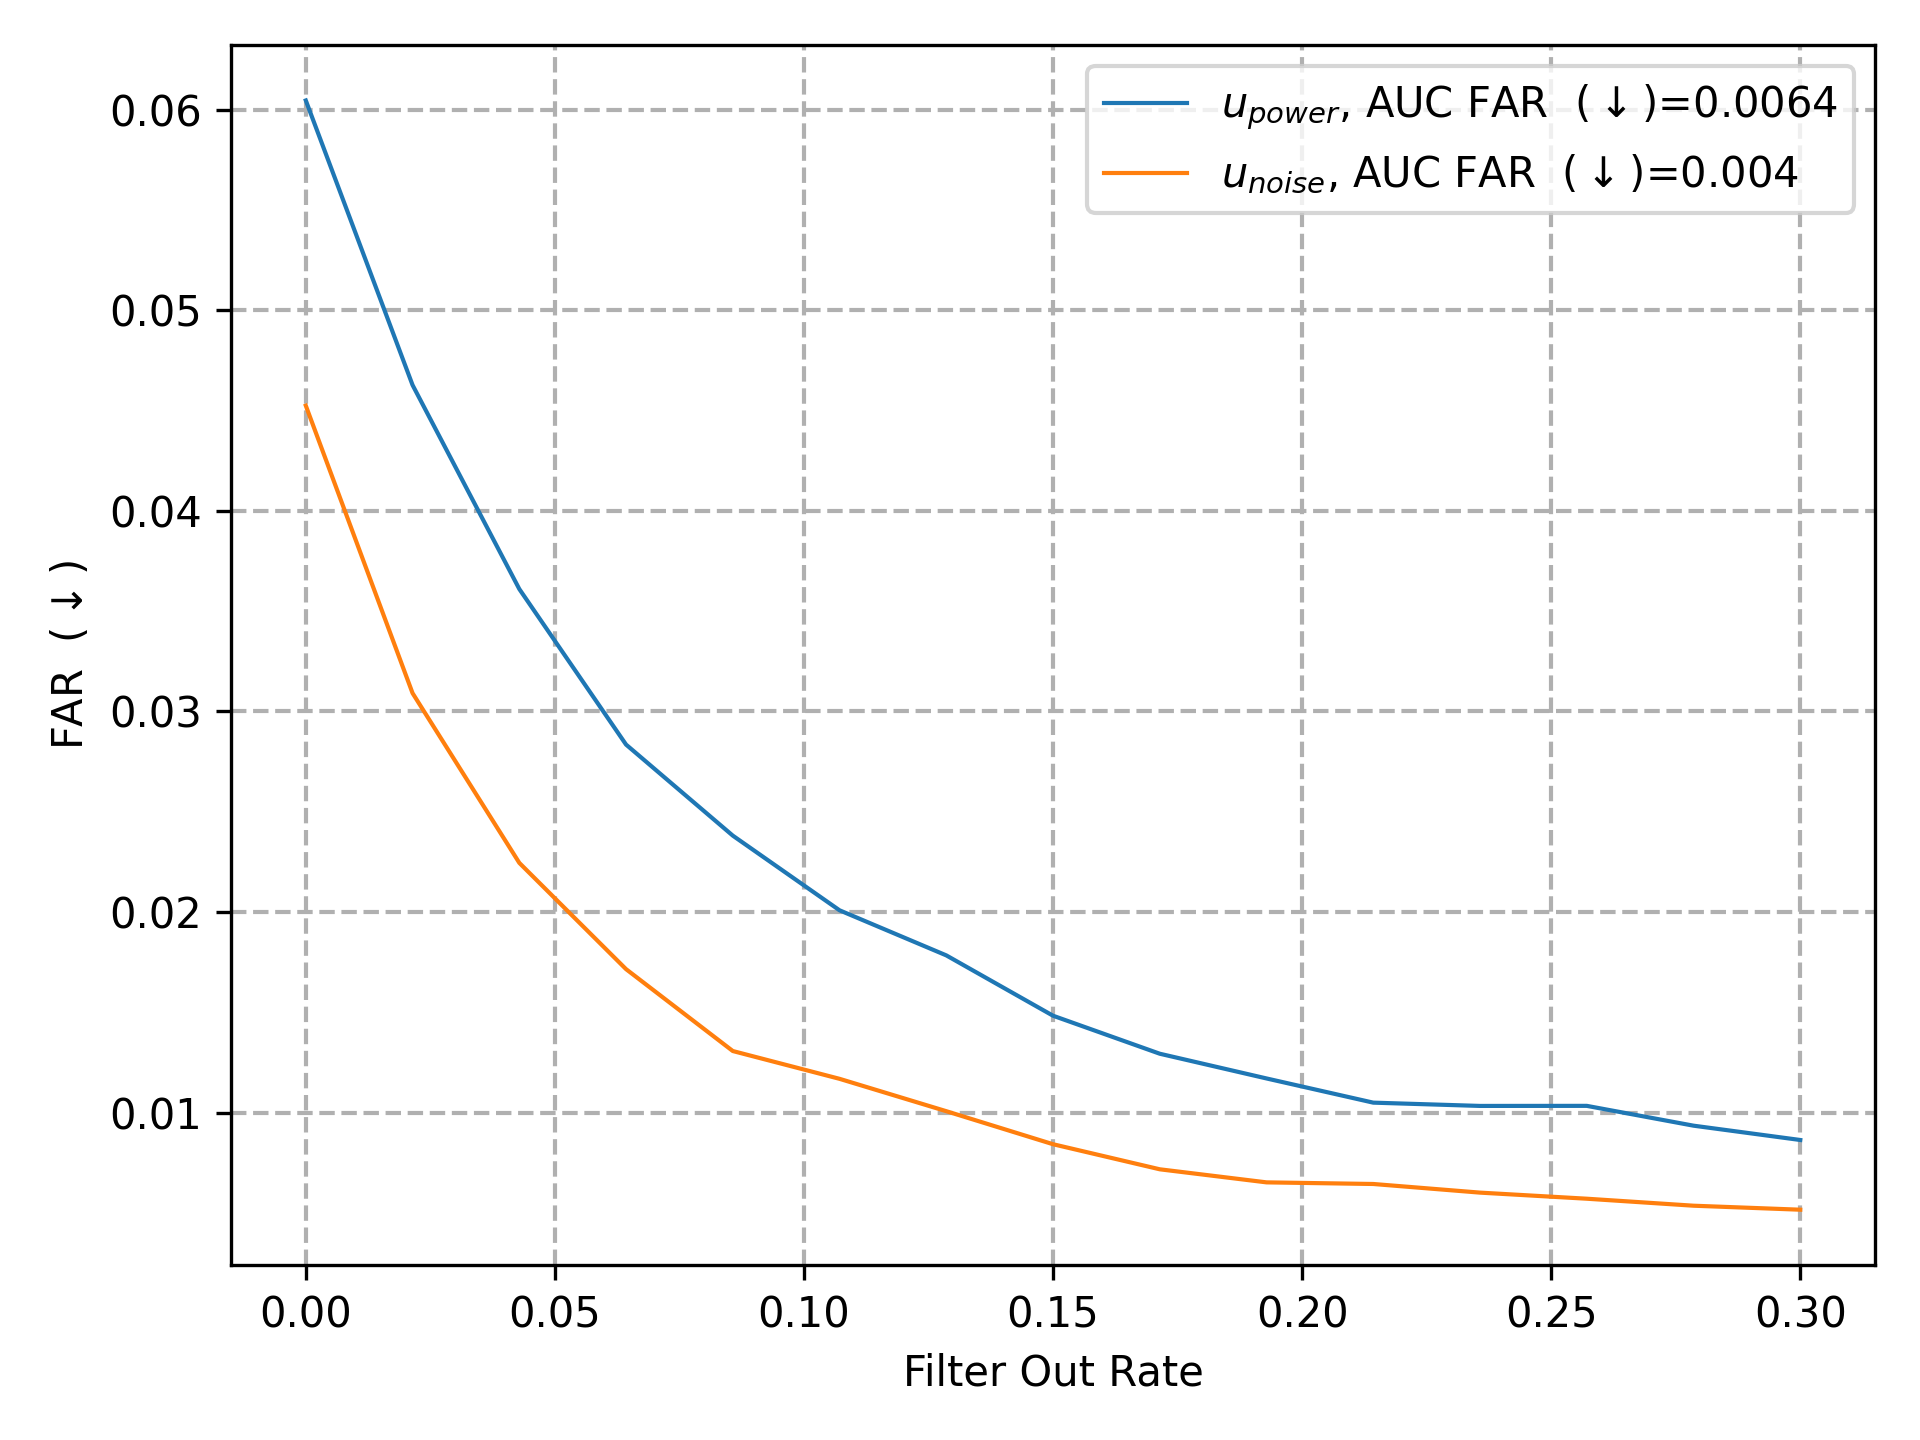 u_power, AUC FAR (↓)=0.0064
u_noise, AUC FAR (↓)=0.004
0.06
0.05
0.04
0.03
0.02
0.01
FAR (↓)
0.00 0.05 0.10 0.15 0.20 0.25 0.30
Filter Out Rate